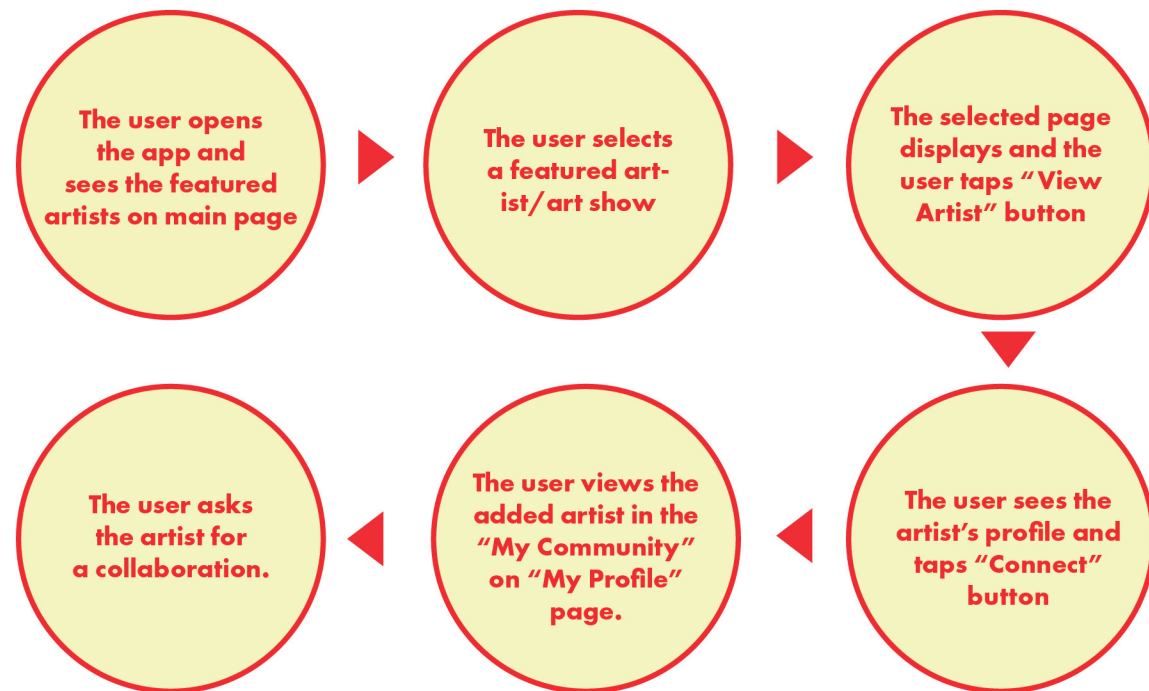 The user opens
the app and
sees the featured
artists on main page
The user selects
a featured art-
ist/art show
The selected page
displays and the
user taps “View
Artist” button
The user sees the
artist’s profile and
taps “Connect”
button
The user views the
added artist in the
“My Community”
on “My Profile”
page.
The user asks
the artist for
a collaboration.